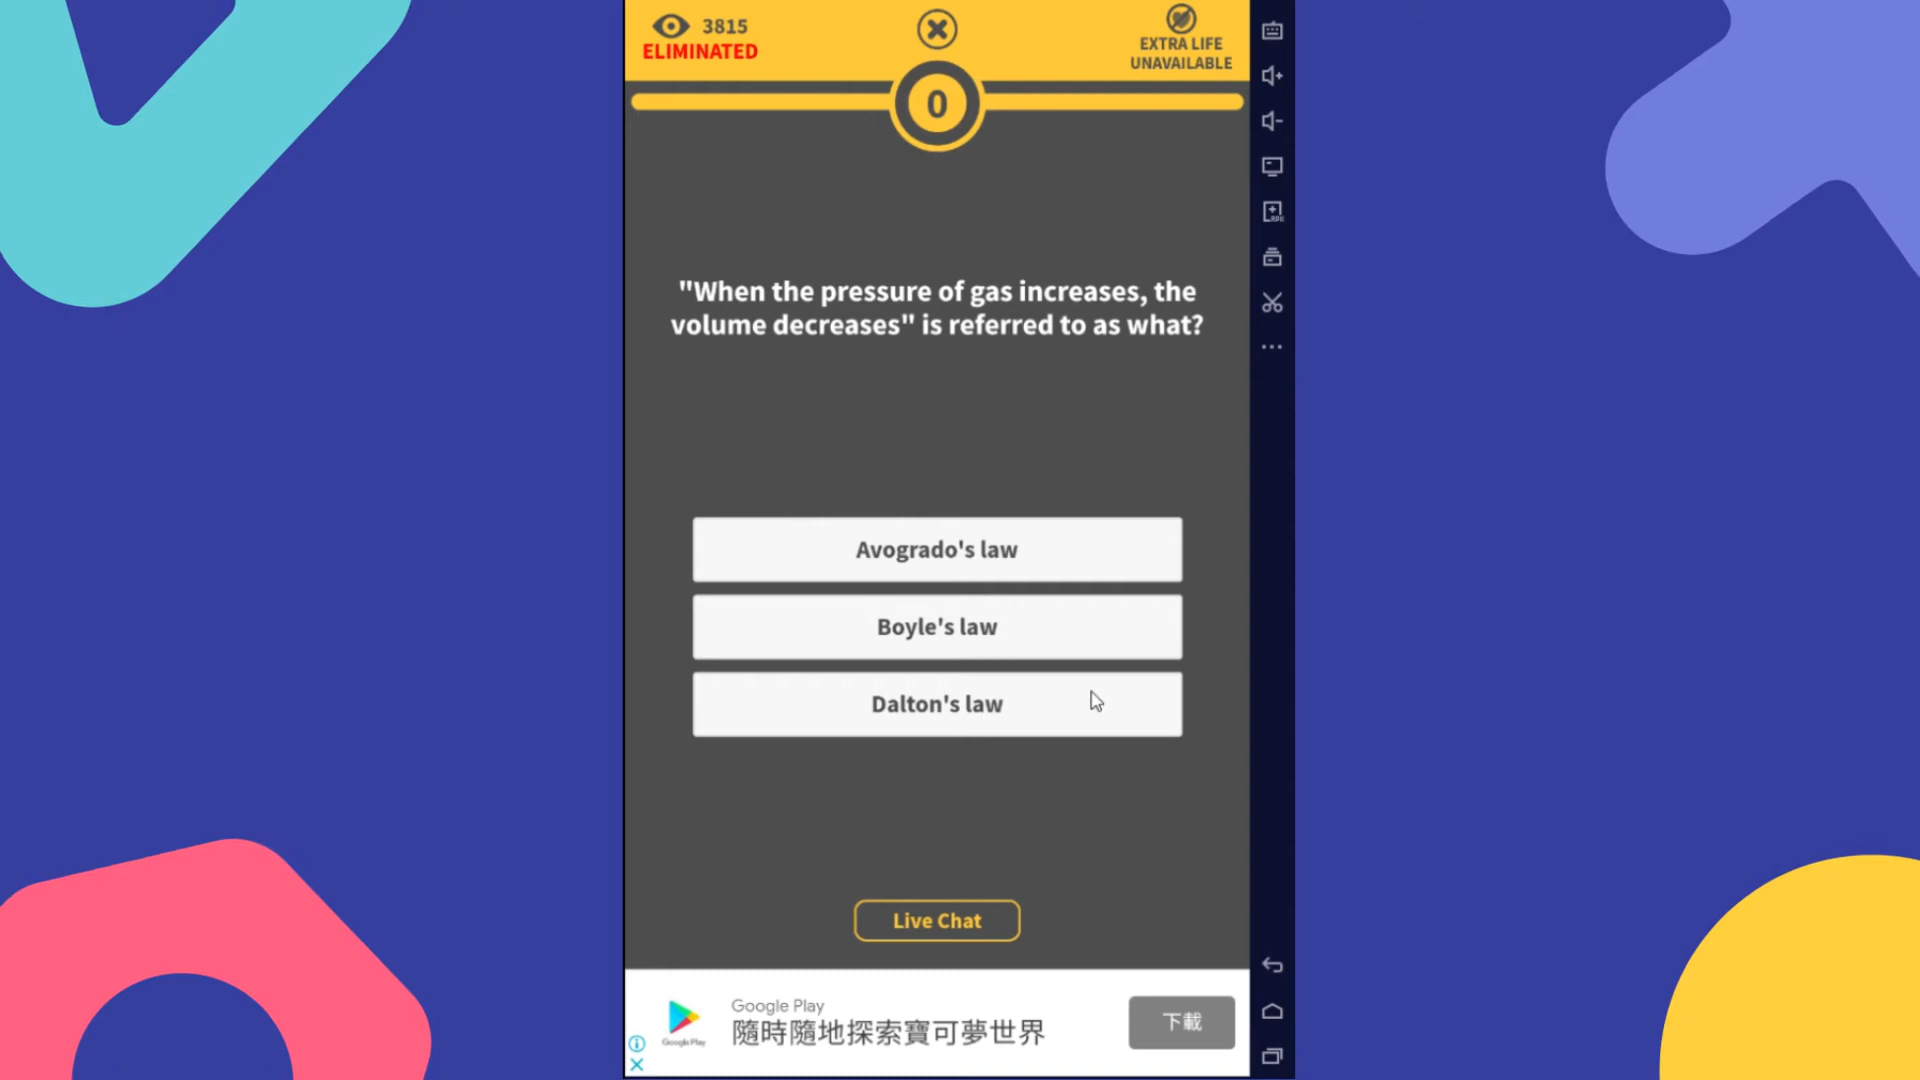 3815
ELIMINATED
EXTRA LIFE
UNAVAILABLE
0
"When the pressure of gas increases, the
volume decreases" is referred to as what?
Avogrado's law
Boyle's law
Dalton's law
Live Chat
Google Play
隨時隨地探索寶可夢世界
Google Play
下載